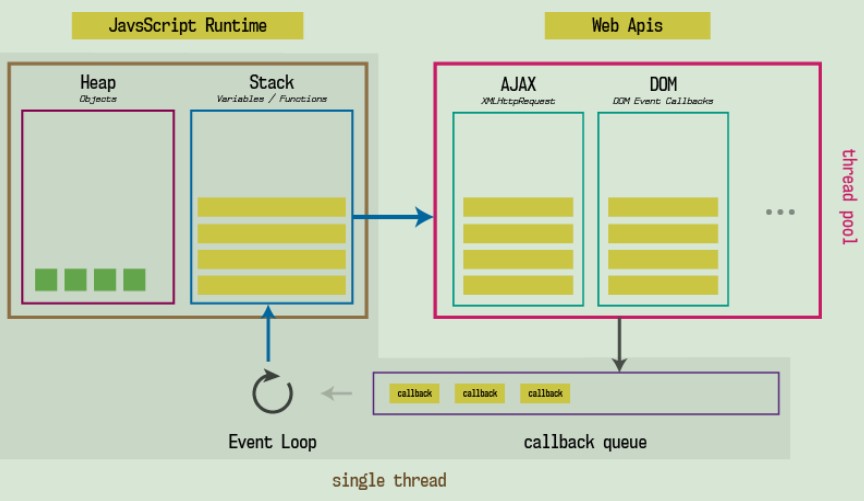 JavsScript Runtime
Web Apis
Heap
Objects
Stack
Variables / Functions
AJAX
XMLHttpRequest
DOM
DOM Event Callbacks
thread pool
callback
callback
callback
Event Loop
callback queue
single thread